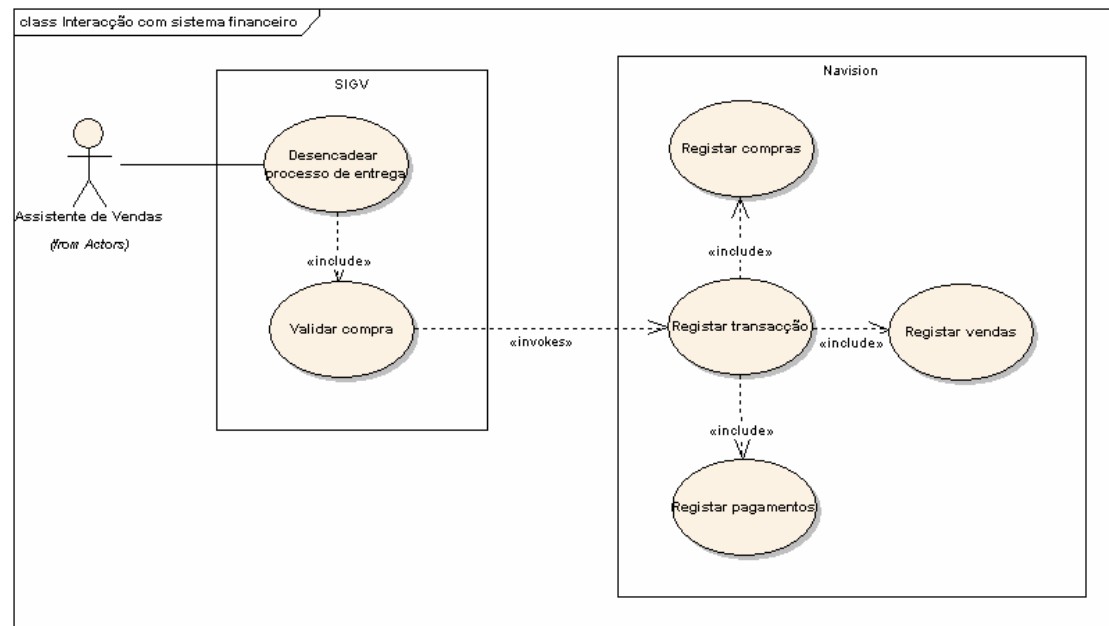 class Interacção com sistema financeiro
SIGV
Navision
Desencadear
processo de entrega
Registar compras
Assistente de Vendas
(from Actors)
«include»
«include»
Validar compra
«invokes»
Registar transacção
«include»
Registar vendas
«include»
Registar pagamentos